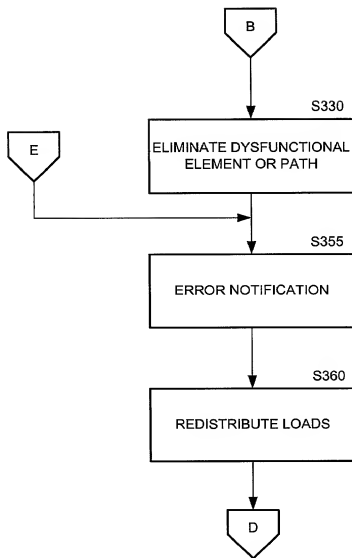 B
S330
ELIMINATE DYSFUNCTIONAL
ELEMENT OR PATH
E
S355
ERROR NOTIFICATION
S360
REDISTRIBUTE LOADS
D